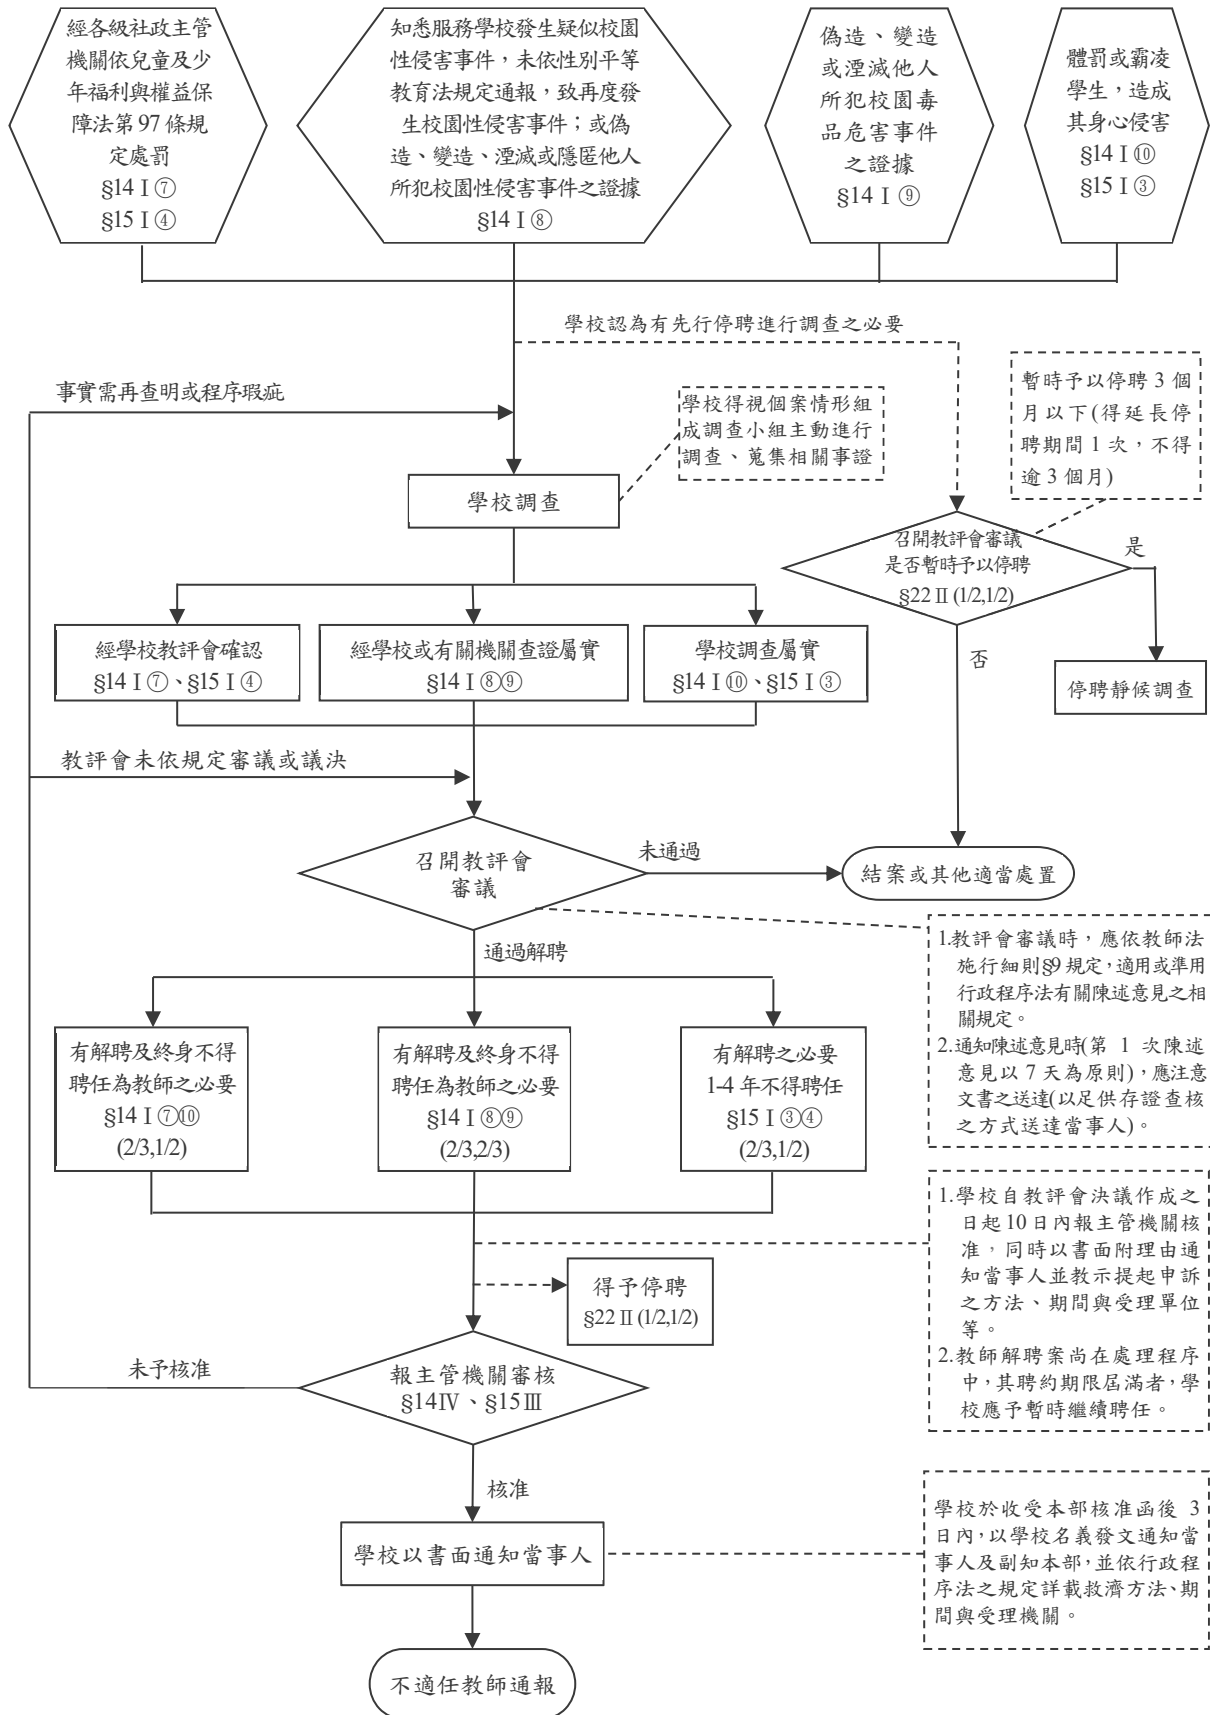 經各級社政主管
機關依兒童及少
年福利與權益保
障法第 97 條規
定處罰
§14 I ⑦
§15 I ④
知悉服務學校發生疑似校園
性侵害事件，未依性別平等
教育法規定通報，致再度發
生校園性侵害事件；或偽
造、變造、湮滅或隱匿他人
所犯校園性侵害事件之證據
§14 I ⑧
偽造、變造
或湮滅他人
所犯校園毒
品危害事件
之證據
§14 I ⑨
體罰或霸凌
學生，造成
其身心侵害
§14 I ⑩
§15 I ③
學校認為有先行停聘進行調查之必要
事實需再查明或程序瑕疵
學校得視個案情形組
成調查小組主動進行
調查、蒐集相關事證
暫時予以停聘 3 個
月以下(得延長停
聘期間 1 次，不得
逾 3 個月)
學校調查
召開教評會審議
是否暫時予以停聘
§22 II (1/2,1/2)
是
否
停聘靜候調查
經學校教評會確認
§14 I ⑦、§15 I ④
經學校或有關機關查證屬實
§14 I ⑧⑨
學校調查屬實
§14 I ⑩、§15 I ③
教評會未依規定審議或議決
召開教評會
審議
未通過
結案或其他適當處置
通過解聘
1.教評會審議時，應依教師法
施行細則§9 規定，適用或準用
行政程序法有關陳述意見之相
關規定。
2.通知陳述意見時(第 1 次陳述
意見以 7 天為原則)，應注意
文書之送達(以足供存證查核
之方式送達當事人)。
有解聘及終身不得
聘任為教師之必要
§14 I ⑦⑩
(2/3,1/2)
有解聘及終身不得
聘任為教師之必要
§14 I ⑧⑨
(2/3,2/3)
有解聘之必要
1-4 年不得聘任
§15 I ③④
(2/3,1/2)
1.學校自教評會決議作成之
日起 10 日內報主管機關核
准，同時以書面附理由通
知當事人並教示提起申訴
之方法、期間與受理單位
等。
2.教師解聘案尚在處理程序
中，其聘約期限屆滿者，學
校應予暫時繼續聘任。
得予停聘
§22 II (1/2,1/2)
未予核准
報主管機關審核
§14IV、§15III
核准
學校以書面通知當事人
學校於收受本部核准函後 3
日內，以學校名義發文通知當
事人及副知本部，並依行政程
序法之規定詳載救濟方法、期
間與受理機關。
不適任教師通報